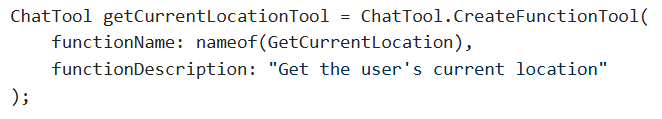 ChatTool getCurrentLocationTool = ChatTool.CreateFunctionTool(
    functionName: nameof(GetCurrentLocation),
    functionDescription: "Get the user's current location"
);